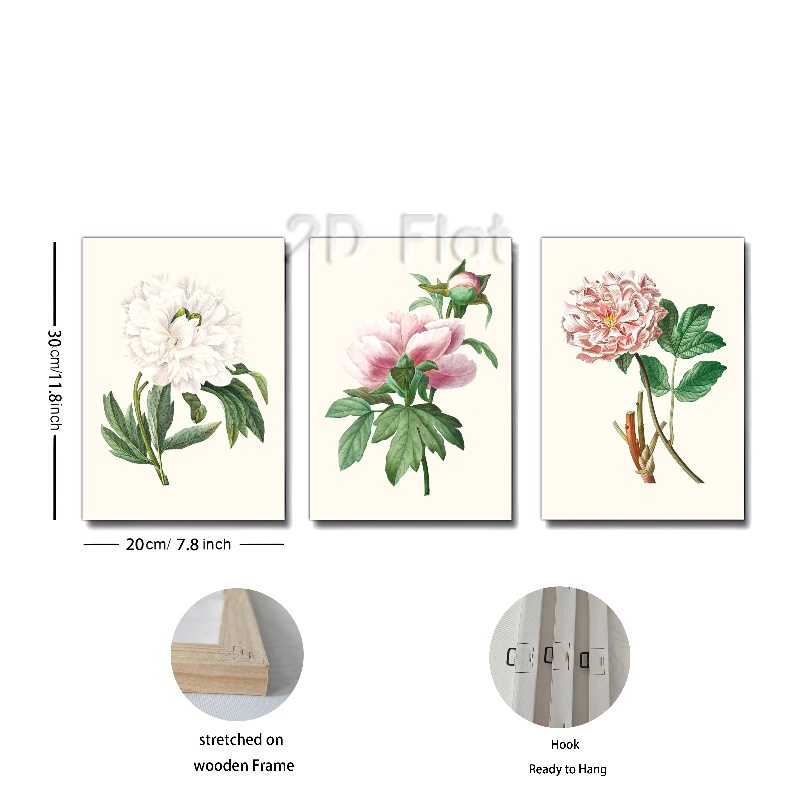 2D Flat
30cm/11.8inch
20cm/ 7.8 inch
stretched on
wooden Frame
Hook
Ready to Hang